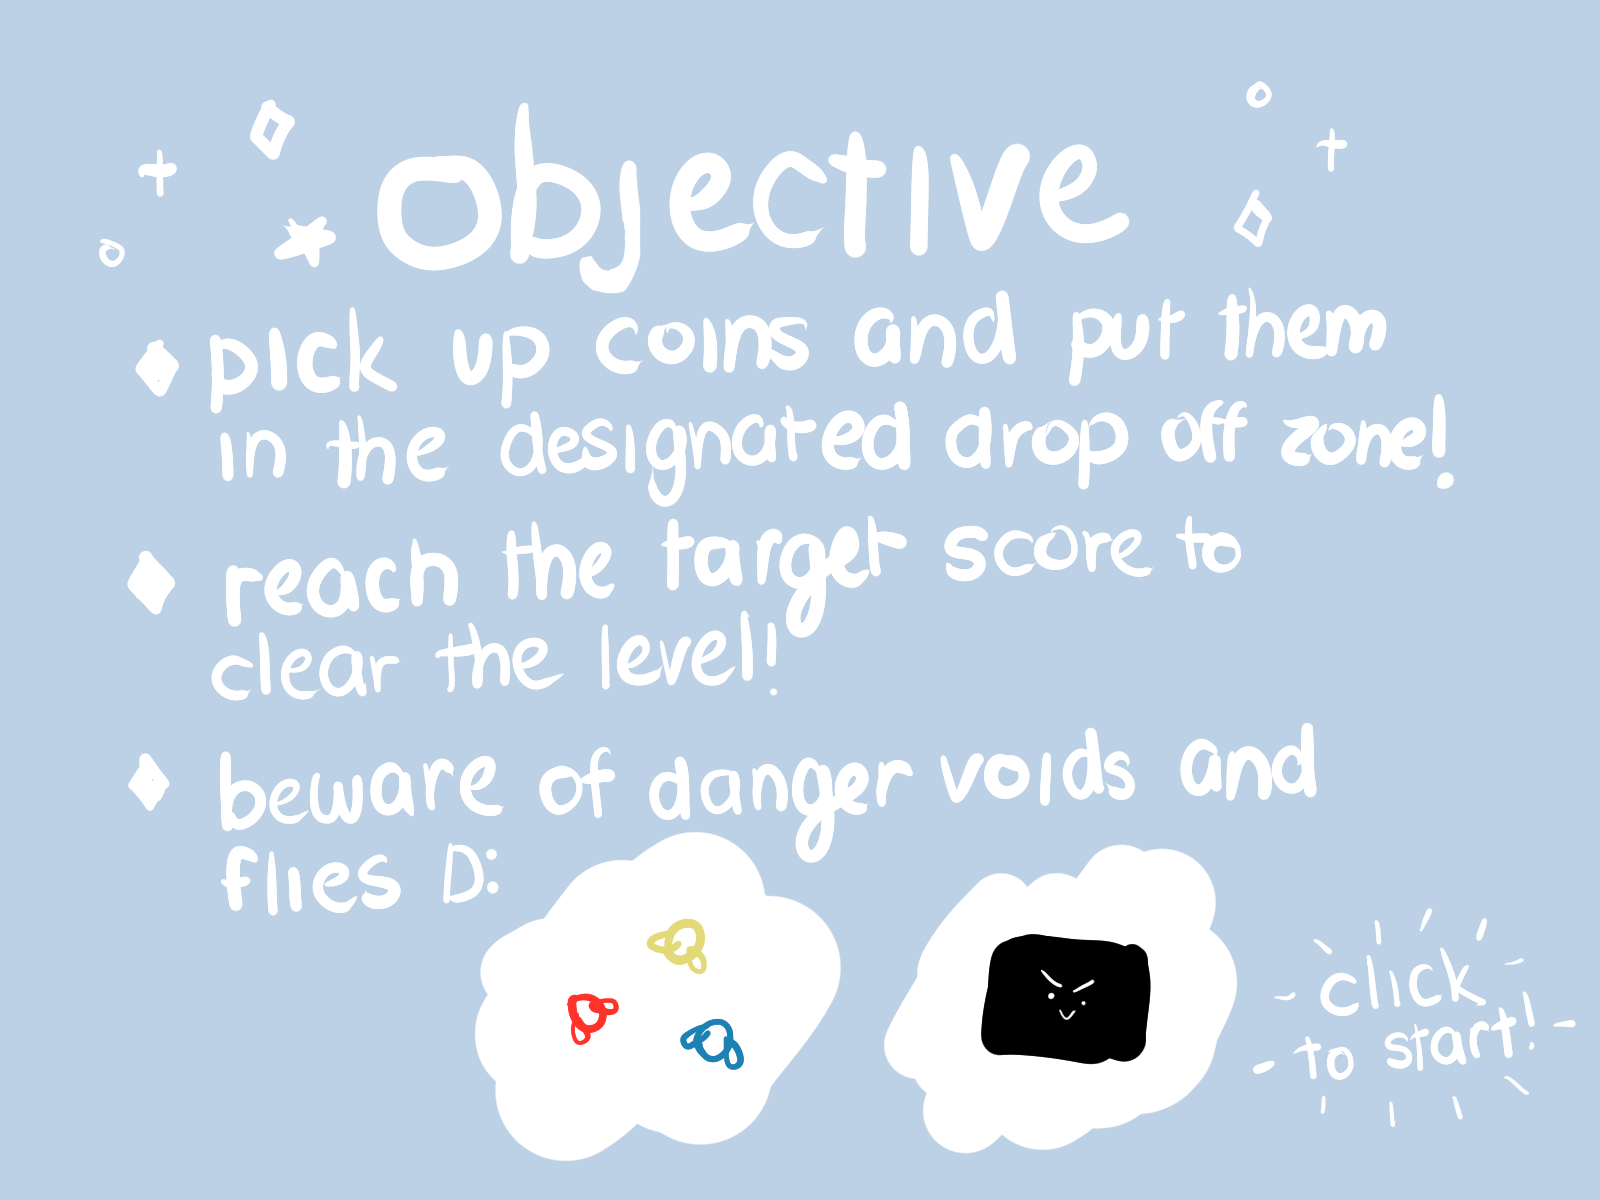 objective
pick up coins and put them
in the designated drop off zone!
reach the target score to
clear the level!
beware of danger voids and
flies D:
click
to start!